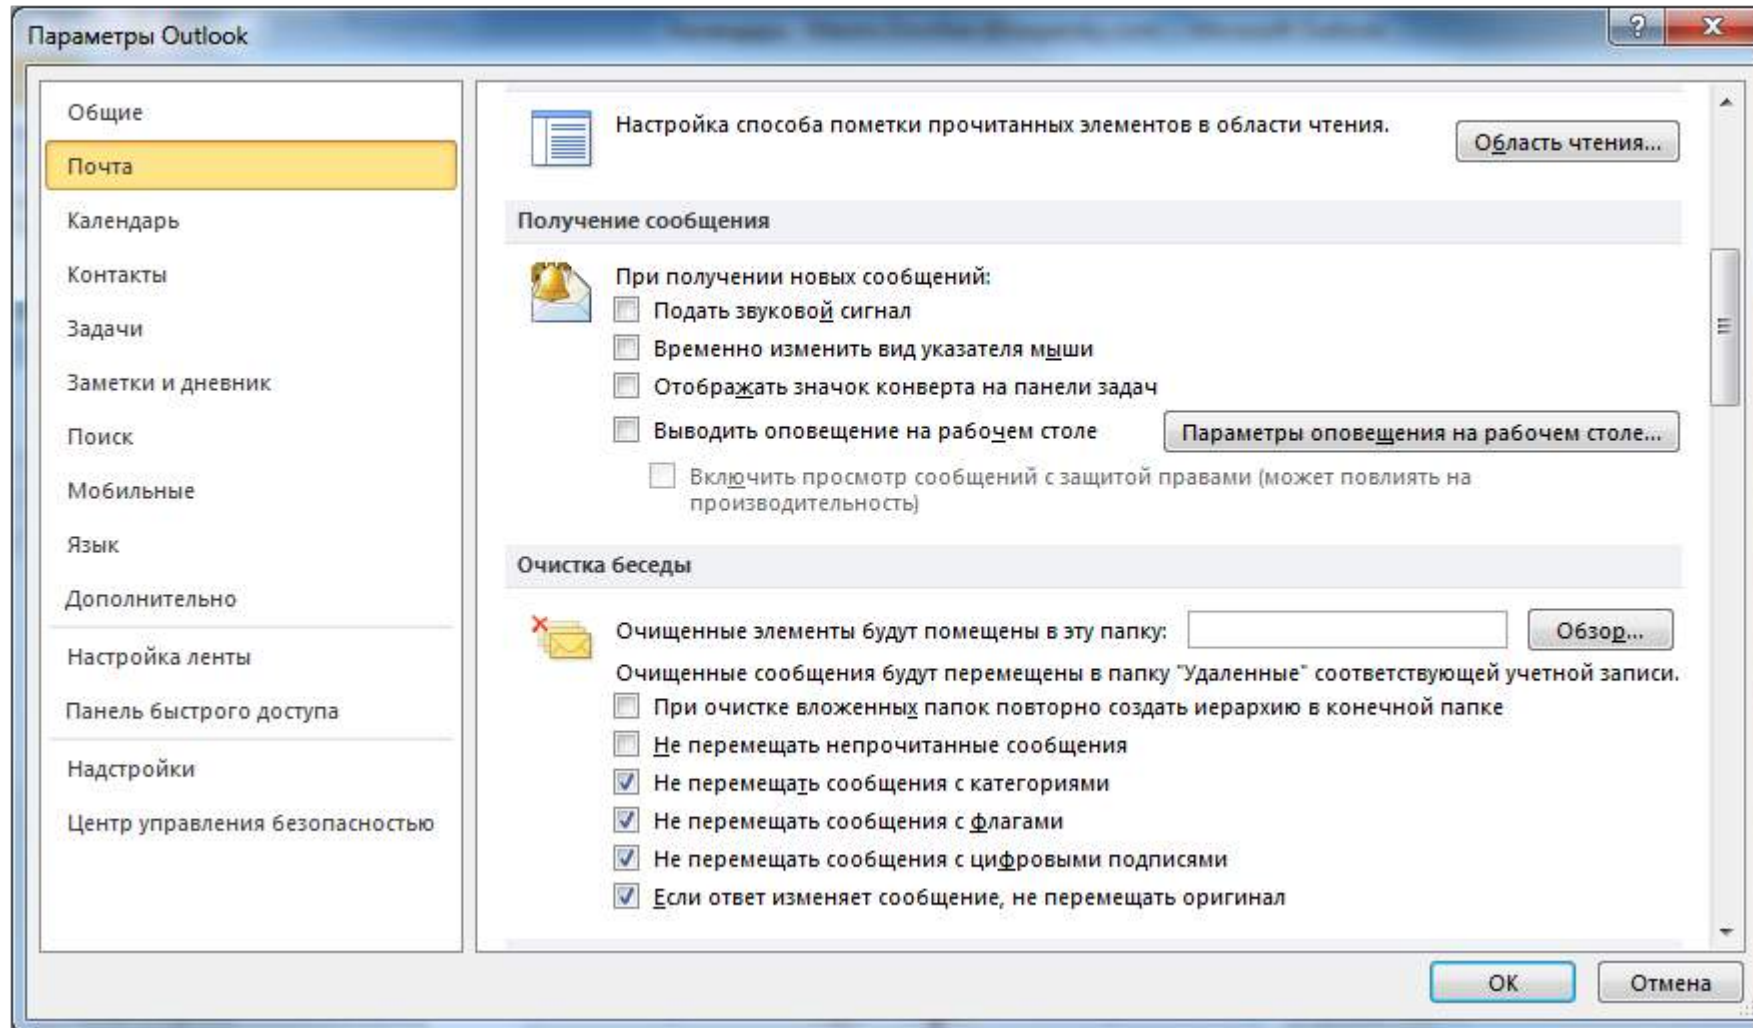 Параметры Outlook
Общие
Почта
Календарь
Контакты
Задачи
Заметки и дневник
Поиск
Мобильные
Язык
Дополнительно
Настройка ленты
Панель быстрого доступа
Надстройки
Центр управления безопасностью
Настройка способа пометки прочитанных элементов в области чтения.
Область чтения...
Получение сообщения
При получении новых сообщений:
Подать звуковой сигнал
Временно изменить вид указателя мыши
Отображать значок конверта на панели задач
Выводить оповещение на рабочем столе
Параметры оповещения на рабочем столе...
Включить просмотр сообщений с защитой правами (может повлиять на
производительность)
Очистка беседы
Очищенные элементы будут помещены в эту папку:
Обзор...
Очищенные сообщения будут перемещены в папку "Удаленные" соответствующей учетной записи.
При очистке вложенных папок повторно создать иерархию в конечной папке
Не перемещать непрочитанные сообщения
Не перемещать сообщения с категориями
Не перемещать сообщения с флагами
Не перемещать сообщения с цифровыми подписями
Если ответ изменяет сообщение, не перемещать оригинал
ОК
Отмена